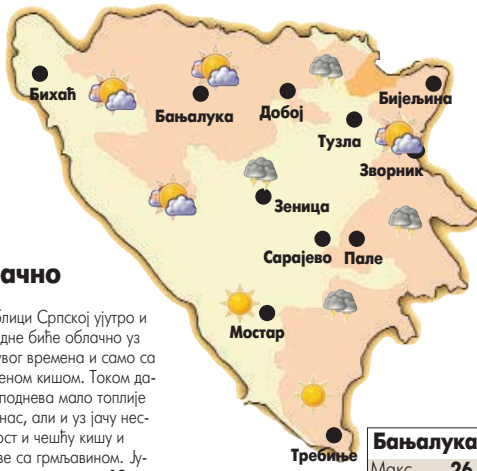 Бихаћ
Бањалука
Добој
Бијељина
Тузла
Зворник
Зеница
Сарајево
Пале
Мостар
Требиње
ачно
блици Српској ујутро и
дне биће облачно уз
увог времена и само са
еном кишом. Током да-
поднева мало топлије
нас, али и уз јачу нес-
ост и чешћу кишу и
ве са грмљавином. Ју-
Бањалука
Макс. 26